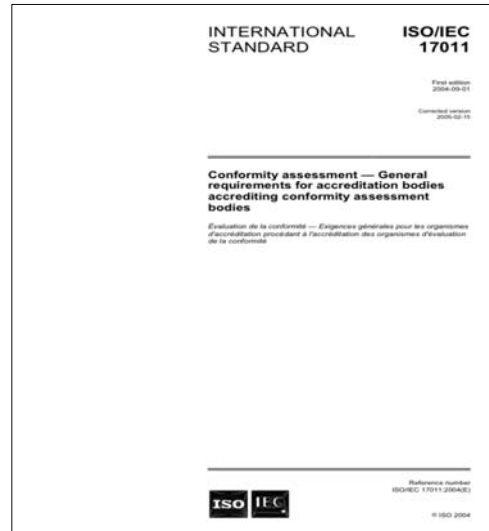 INTERNATIONAL
STANDARD
ISO/IEC
17011
First edition
2004-09-01
Corrected version
2005-02-15
Conformity assessment — General
requirements for accreditation bodies
accrediting conformity assessment
bodies
Évaluation de la conformité — Exigences générales pour les organismes
d'accréditation procédant à l'accréditation des organismes d'évaluation
de la conformité
Reference number
ISO/IEC 17011:2004(E)
ISO
IEC
© ISO 2004